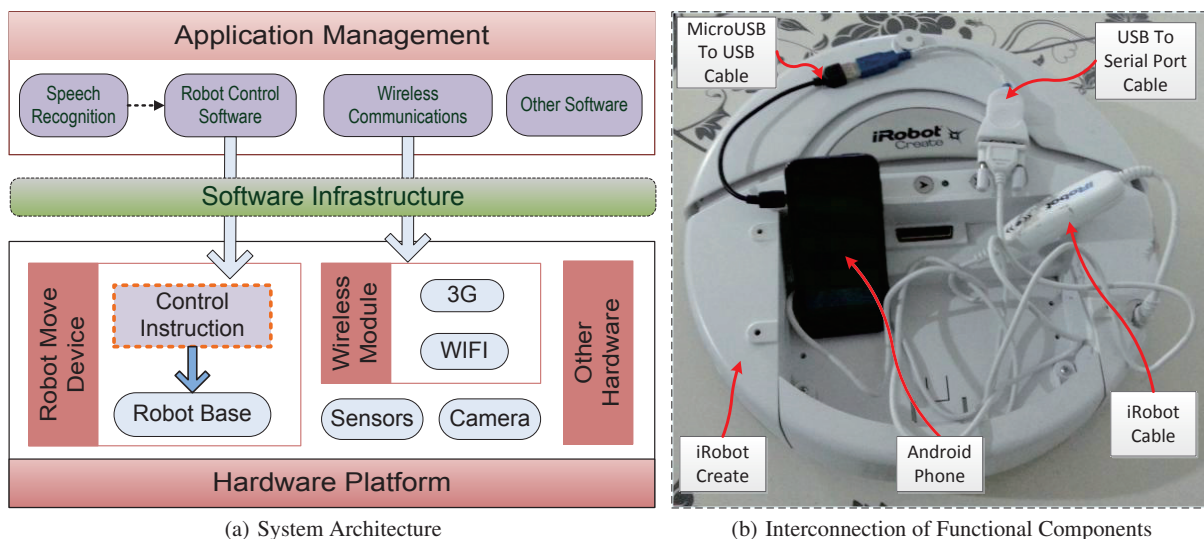 Application Management
Speech
Recognition
Robot Control
Software
Wireless
Communications
Other Software
Software Infrastructure
Robot Move
Device
Control
Instruction
Robot Base
Wireless
Module
3G
WIFI
Sensors
Camera
Other
Hardware
Hardware Platform
(a) System Architecture
MicroUSB
To USB
Cable
USB To
Serial Port
Cable
iRobot
Create
iRobot
iRobot
Create
Android
Phone
iRobot
Cable
(b) Interconnection of Functional Components